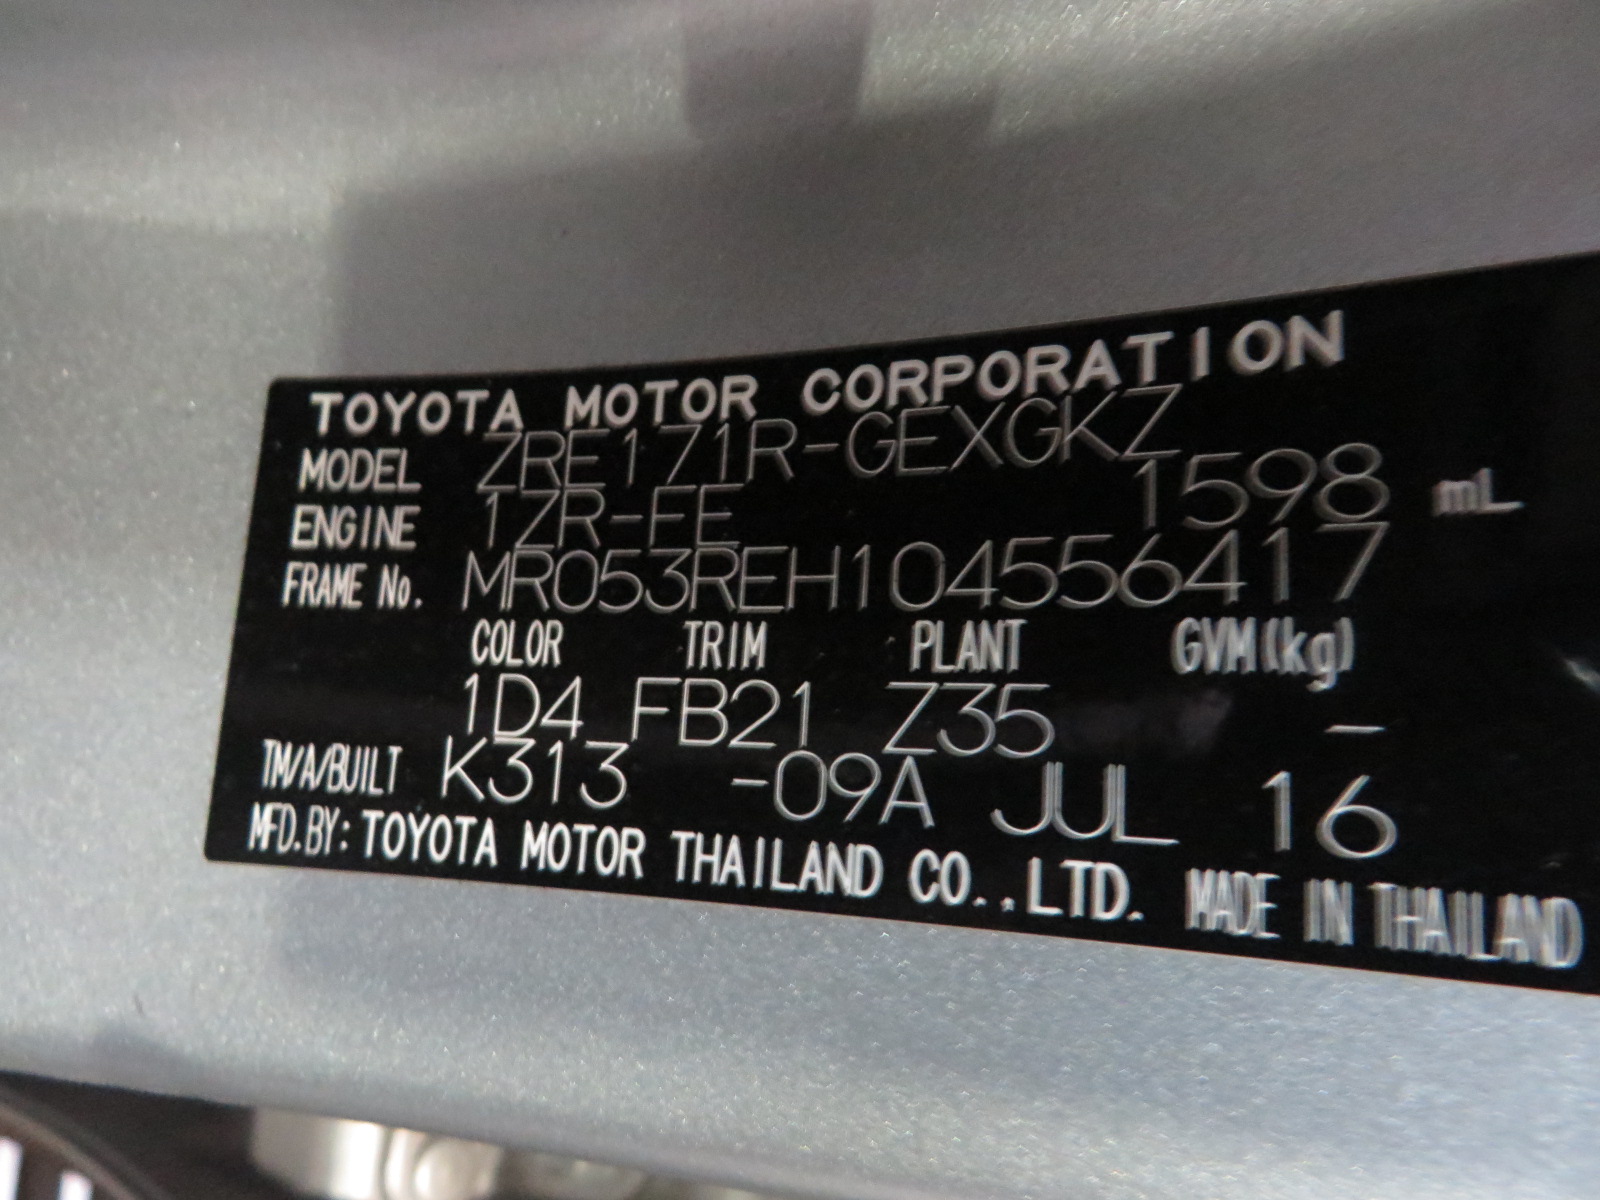 TOYOTA MOTOR CORPORATION
MODEL ZRE171R-GEXGKZ
ENGINE 1ZR-FE 1598 mL
FRAME No. MR053REH104556417
COLOR TRIM PLANT GVM(kg)
1D4 FB21 Z35 –
TM/A/BUILT K313 -09A JUL 16
MFD.BY: TOYOTA MOTOR THAILAND CO.,LTD. MADE IN THAILAND